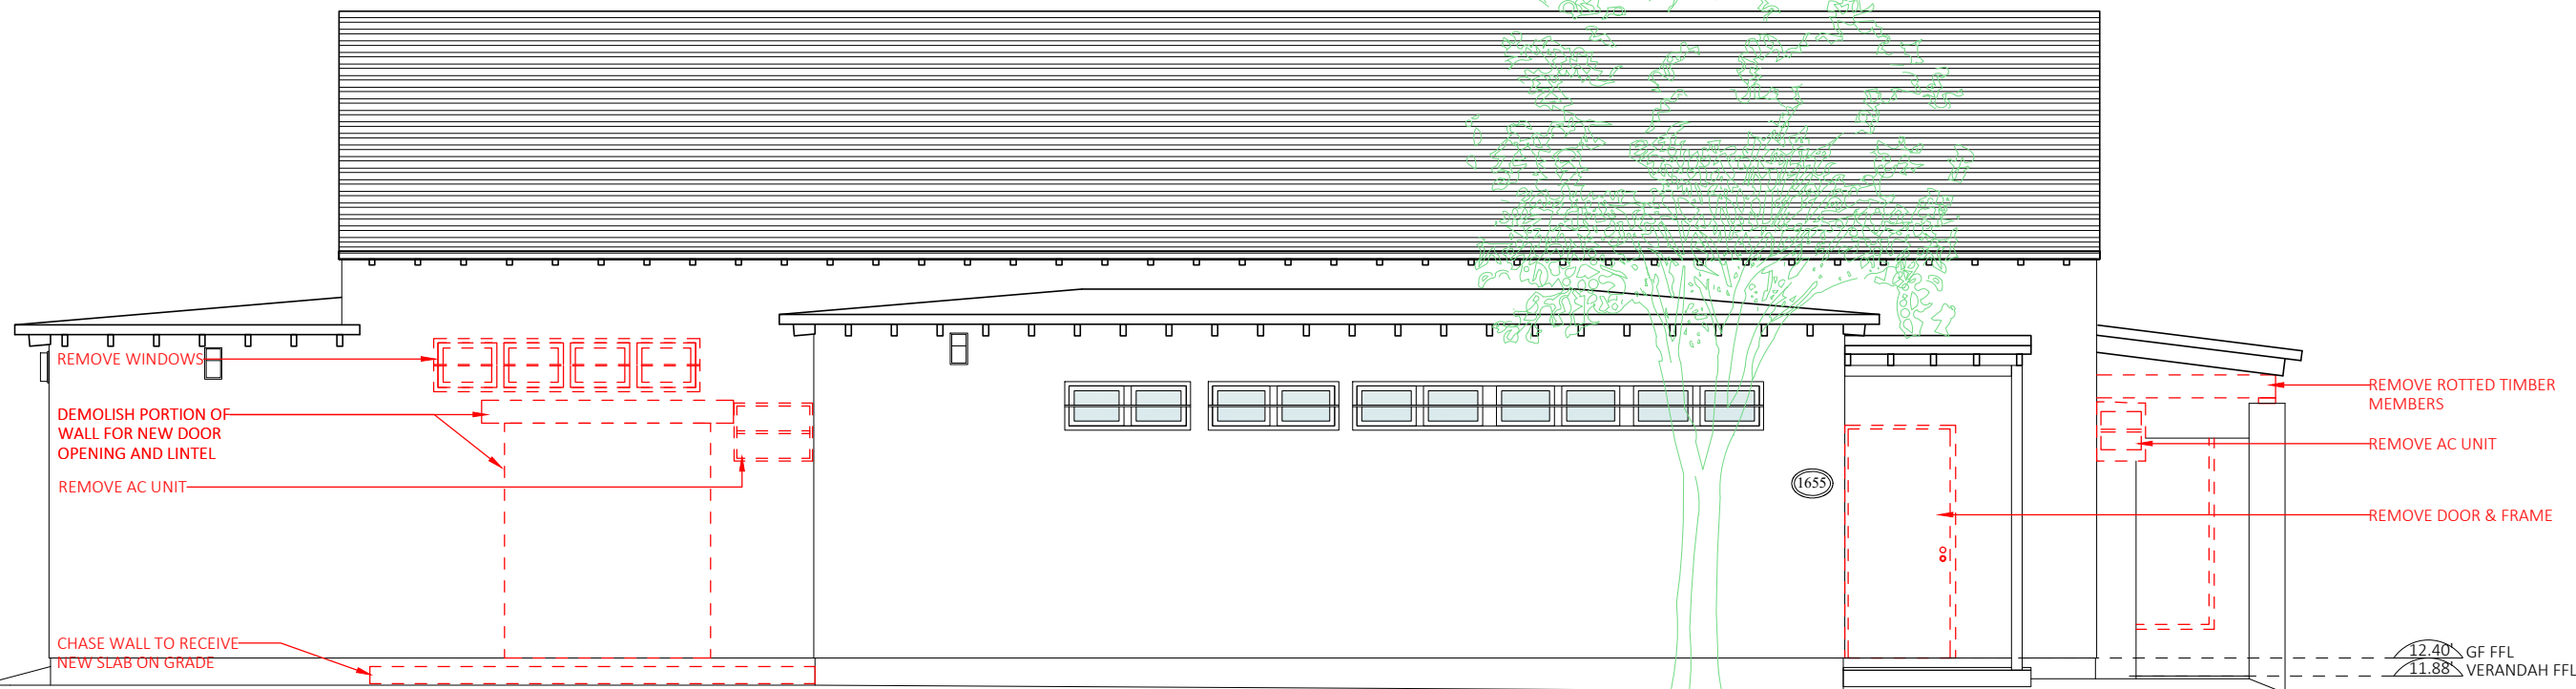 REMOVE WINDOWS
DEMOLISH PORTION OF
WALL FOR NEW DOOR
OPENING AND LINTEL
REMOVE AC UNIT
CHASE WALL TO RECEIVE
NEW SLAB ON GRADE
1655
REMOVE ROTTED TIMBER
MEMBERS
REMOVE AC UNIT
REMOVE DOOR & FRAME
12.40' GF FFL
11.88' VERANDAH FFL